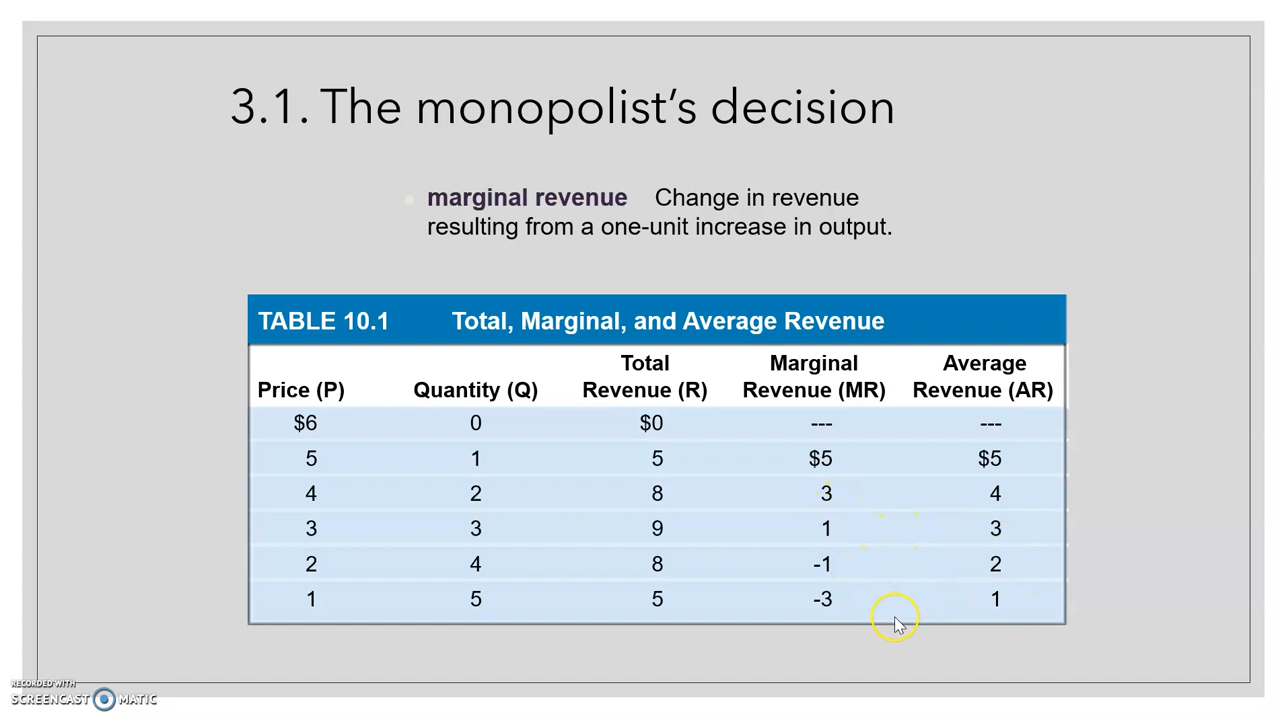 3.1. The monopolist's decision
marginal revenue Change in revenue
resulting from a one-unit increase in output.
TABLE 10.1 Total, Marginal, and Average Revenue
Total Marginal Average
Price (P) Quantity (Q) Revenue (R) Revenue (MR) Revenue (AR)
$6 0 $0 --- ---
5 1 5 $5 $5
4 2 8 3 4
3 3 9 1 3
2 4 8 -1 2
1 5 5 -3 1
RECORDED WITH
SCREENCAST MATIC